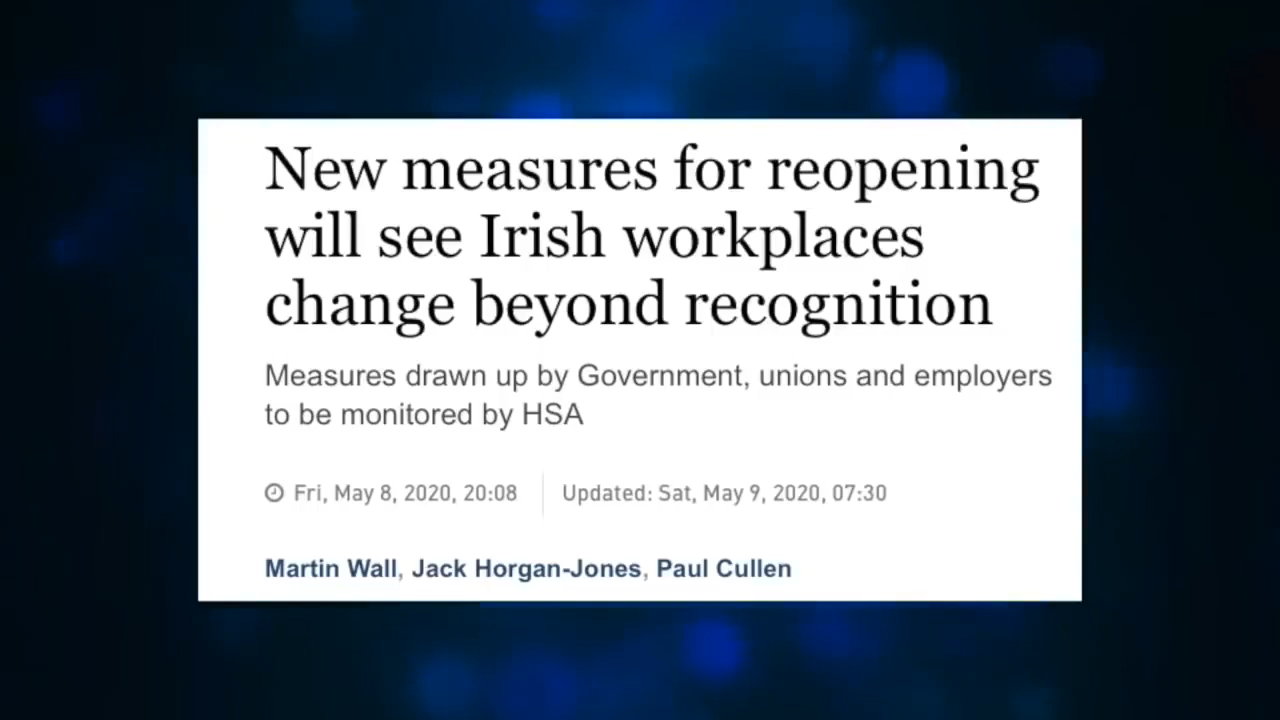 New measures for reopening
will see Irish workplaces
change beyond recognition
Measures drawn up by Government, unions and employers
to be monitored by HSA
Fri, May 8, 2020, 20:08 Updated: Sat, May 9, 2020, 07:30
Martin Wall, Jack Horgan-Jones, Paul Cullen